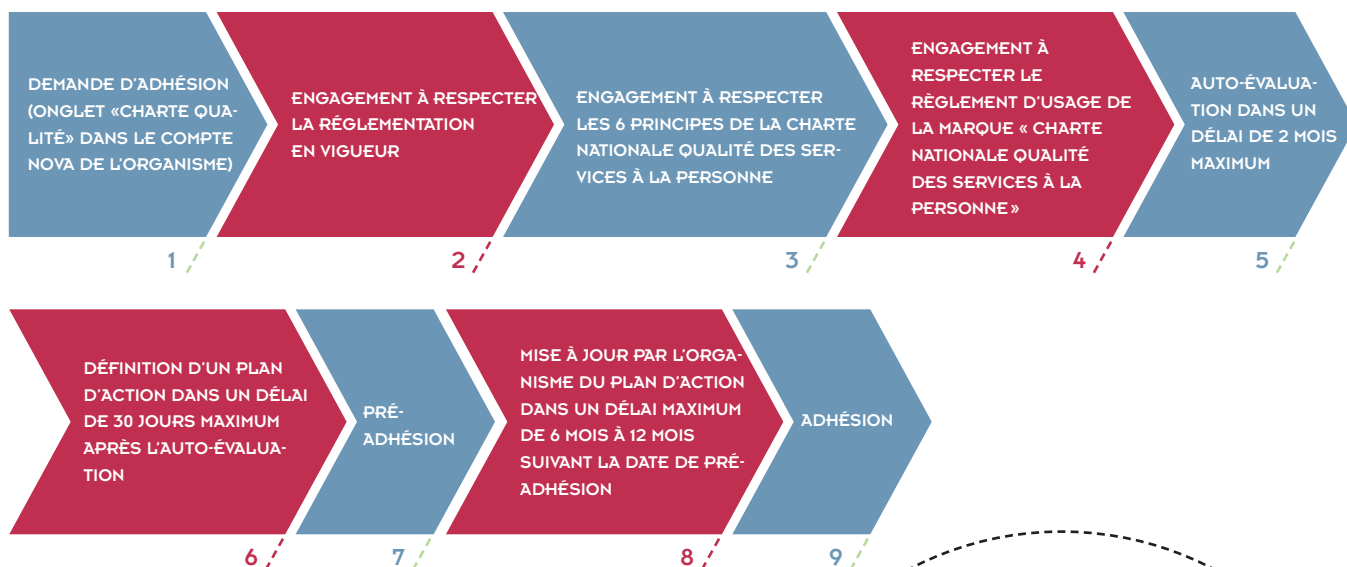 DEMANDE D'ADHÉSION
(ONGLET «CHARTE QUA-
LITÉ» DANS LE COMPTE
NOVA DE L'ORGANISME)
1
ENGAGEMENT À RESPECTER
LA RÉGLEMENTATION
EN VIGUEUR
2
ENGAGEMENT À RESPECTER
LES 6 PRINCIPES DE LA CHARTE
NATIONALE QUALITÉ DES SER-
VICES À LA PERSONNE
3
ENGAGEMENT À
RESPECTER LE
RÈGLEMENT D'USAGE DE
LA MARQUE « CHARTE
NATIONALE QUALITÉ
DES SERVICES À LA
PERSONNE »
4
AUTO-ÉVALUA-
TION DANS UN
DÉLAI DE 2 MOIS
MAXIMUM
5
DÉFINITION D'UN PLAN
D'ACTION DANS UN DÉLAI
DE 30 JOURS MAXIMUM
APRÈS L'AUTO-ÉVALUA-
TION
6
PRÉ-
ADHÉSION
7
MISE À JOUR PAR L'ORGA-
NISME DU PLAN D'ACTION
DANS UN DÉLAI MAXIMUM
DE 6 MOIS À 12 MOIS
SUIVANT LA DATE DE PRÉ-
ADHÉSION
8
ADHÉSION
9